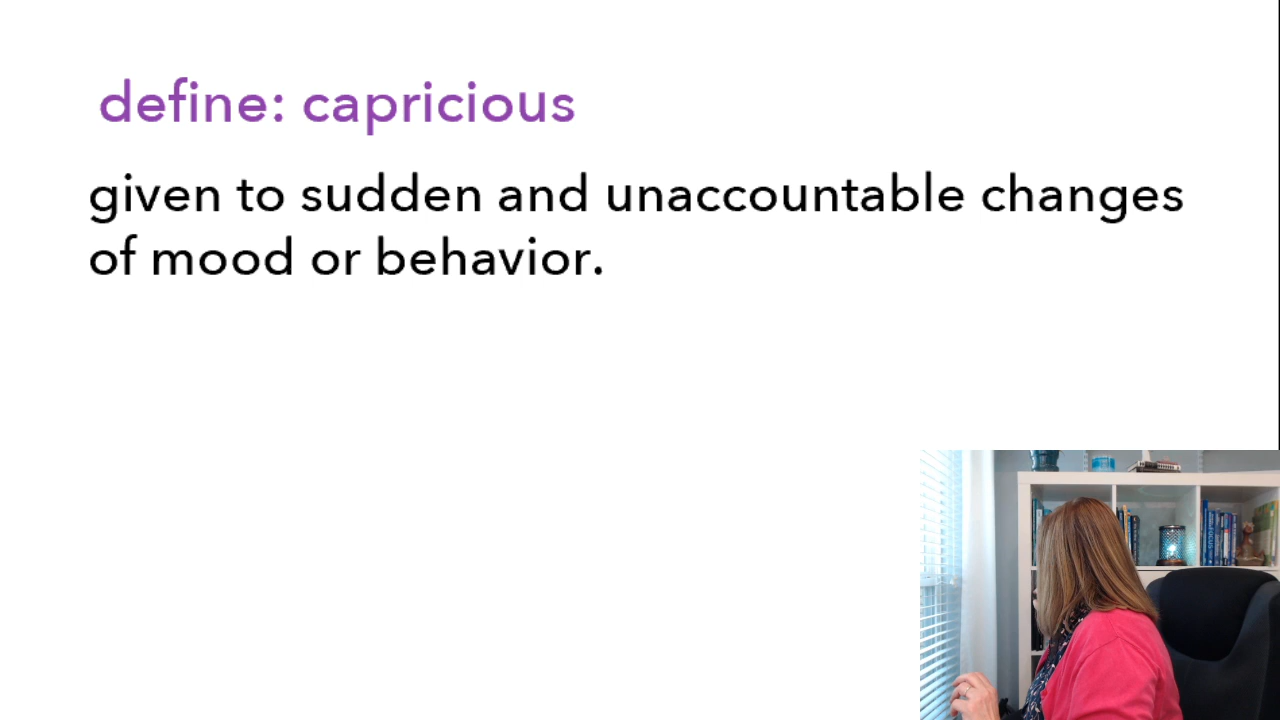 define: capricious
given to sudden and unaccountable changes
of mood or behavior.